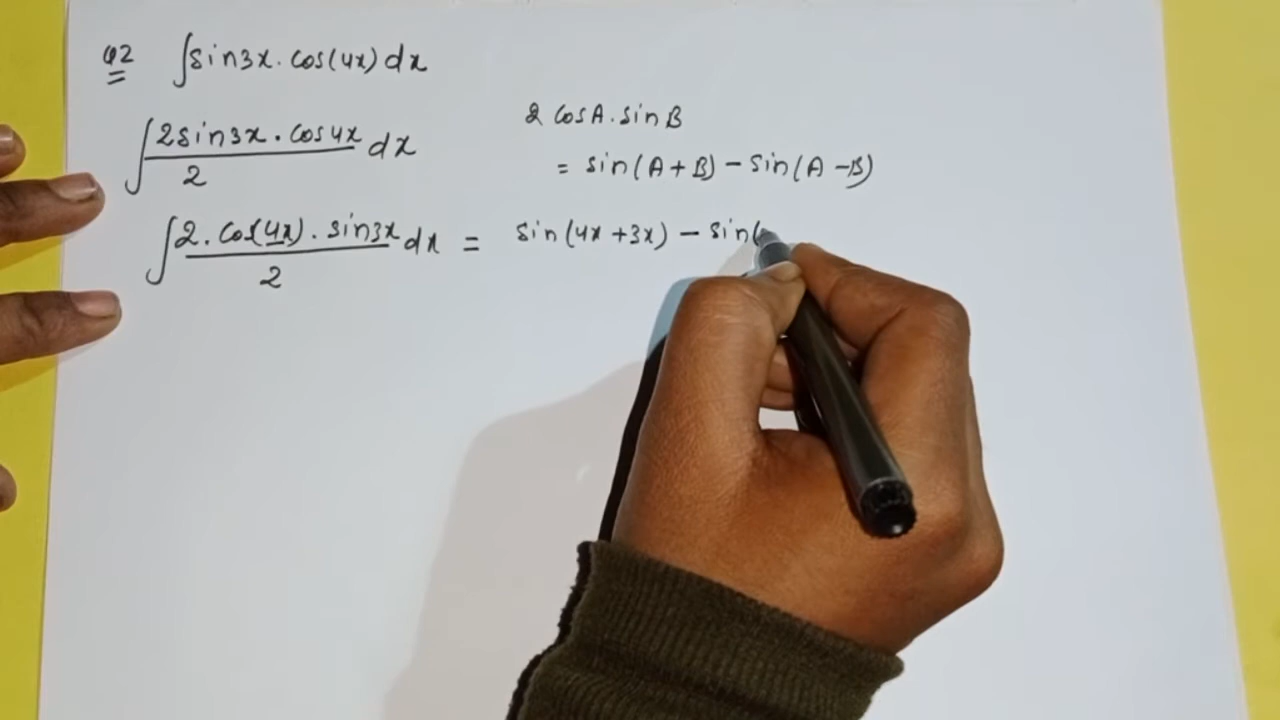 Q2 ∫sin3x. cos(4x) dx
∫ 2sin3x . cos4x / 2 dx
2 cosA. sinB
= sin(A+B) - sin(A-B)
∫ 2. cos(4x) . sin3x / 2 dx = sin(4x +3x) - sin(